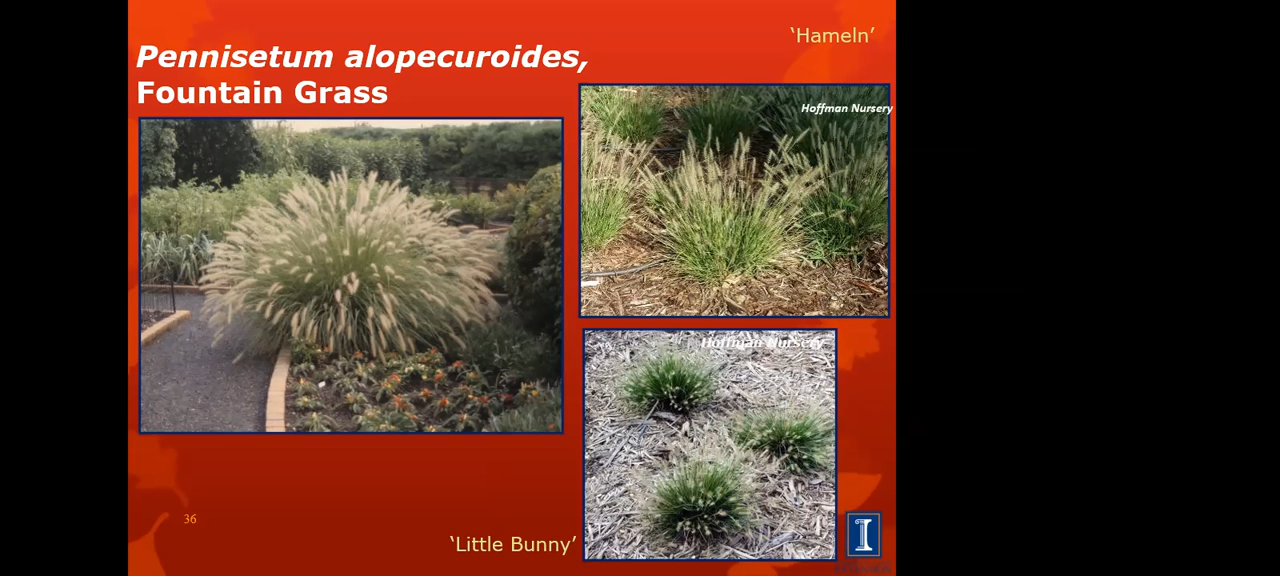 ‘Hameln’
Pennisetum alopecuroides,
Fountain Grass
Hoffman Nursery
Hoffman Nursery
36
‘Little Bunny’
I